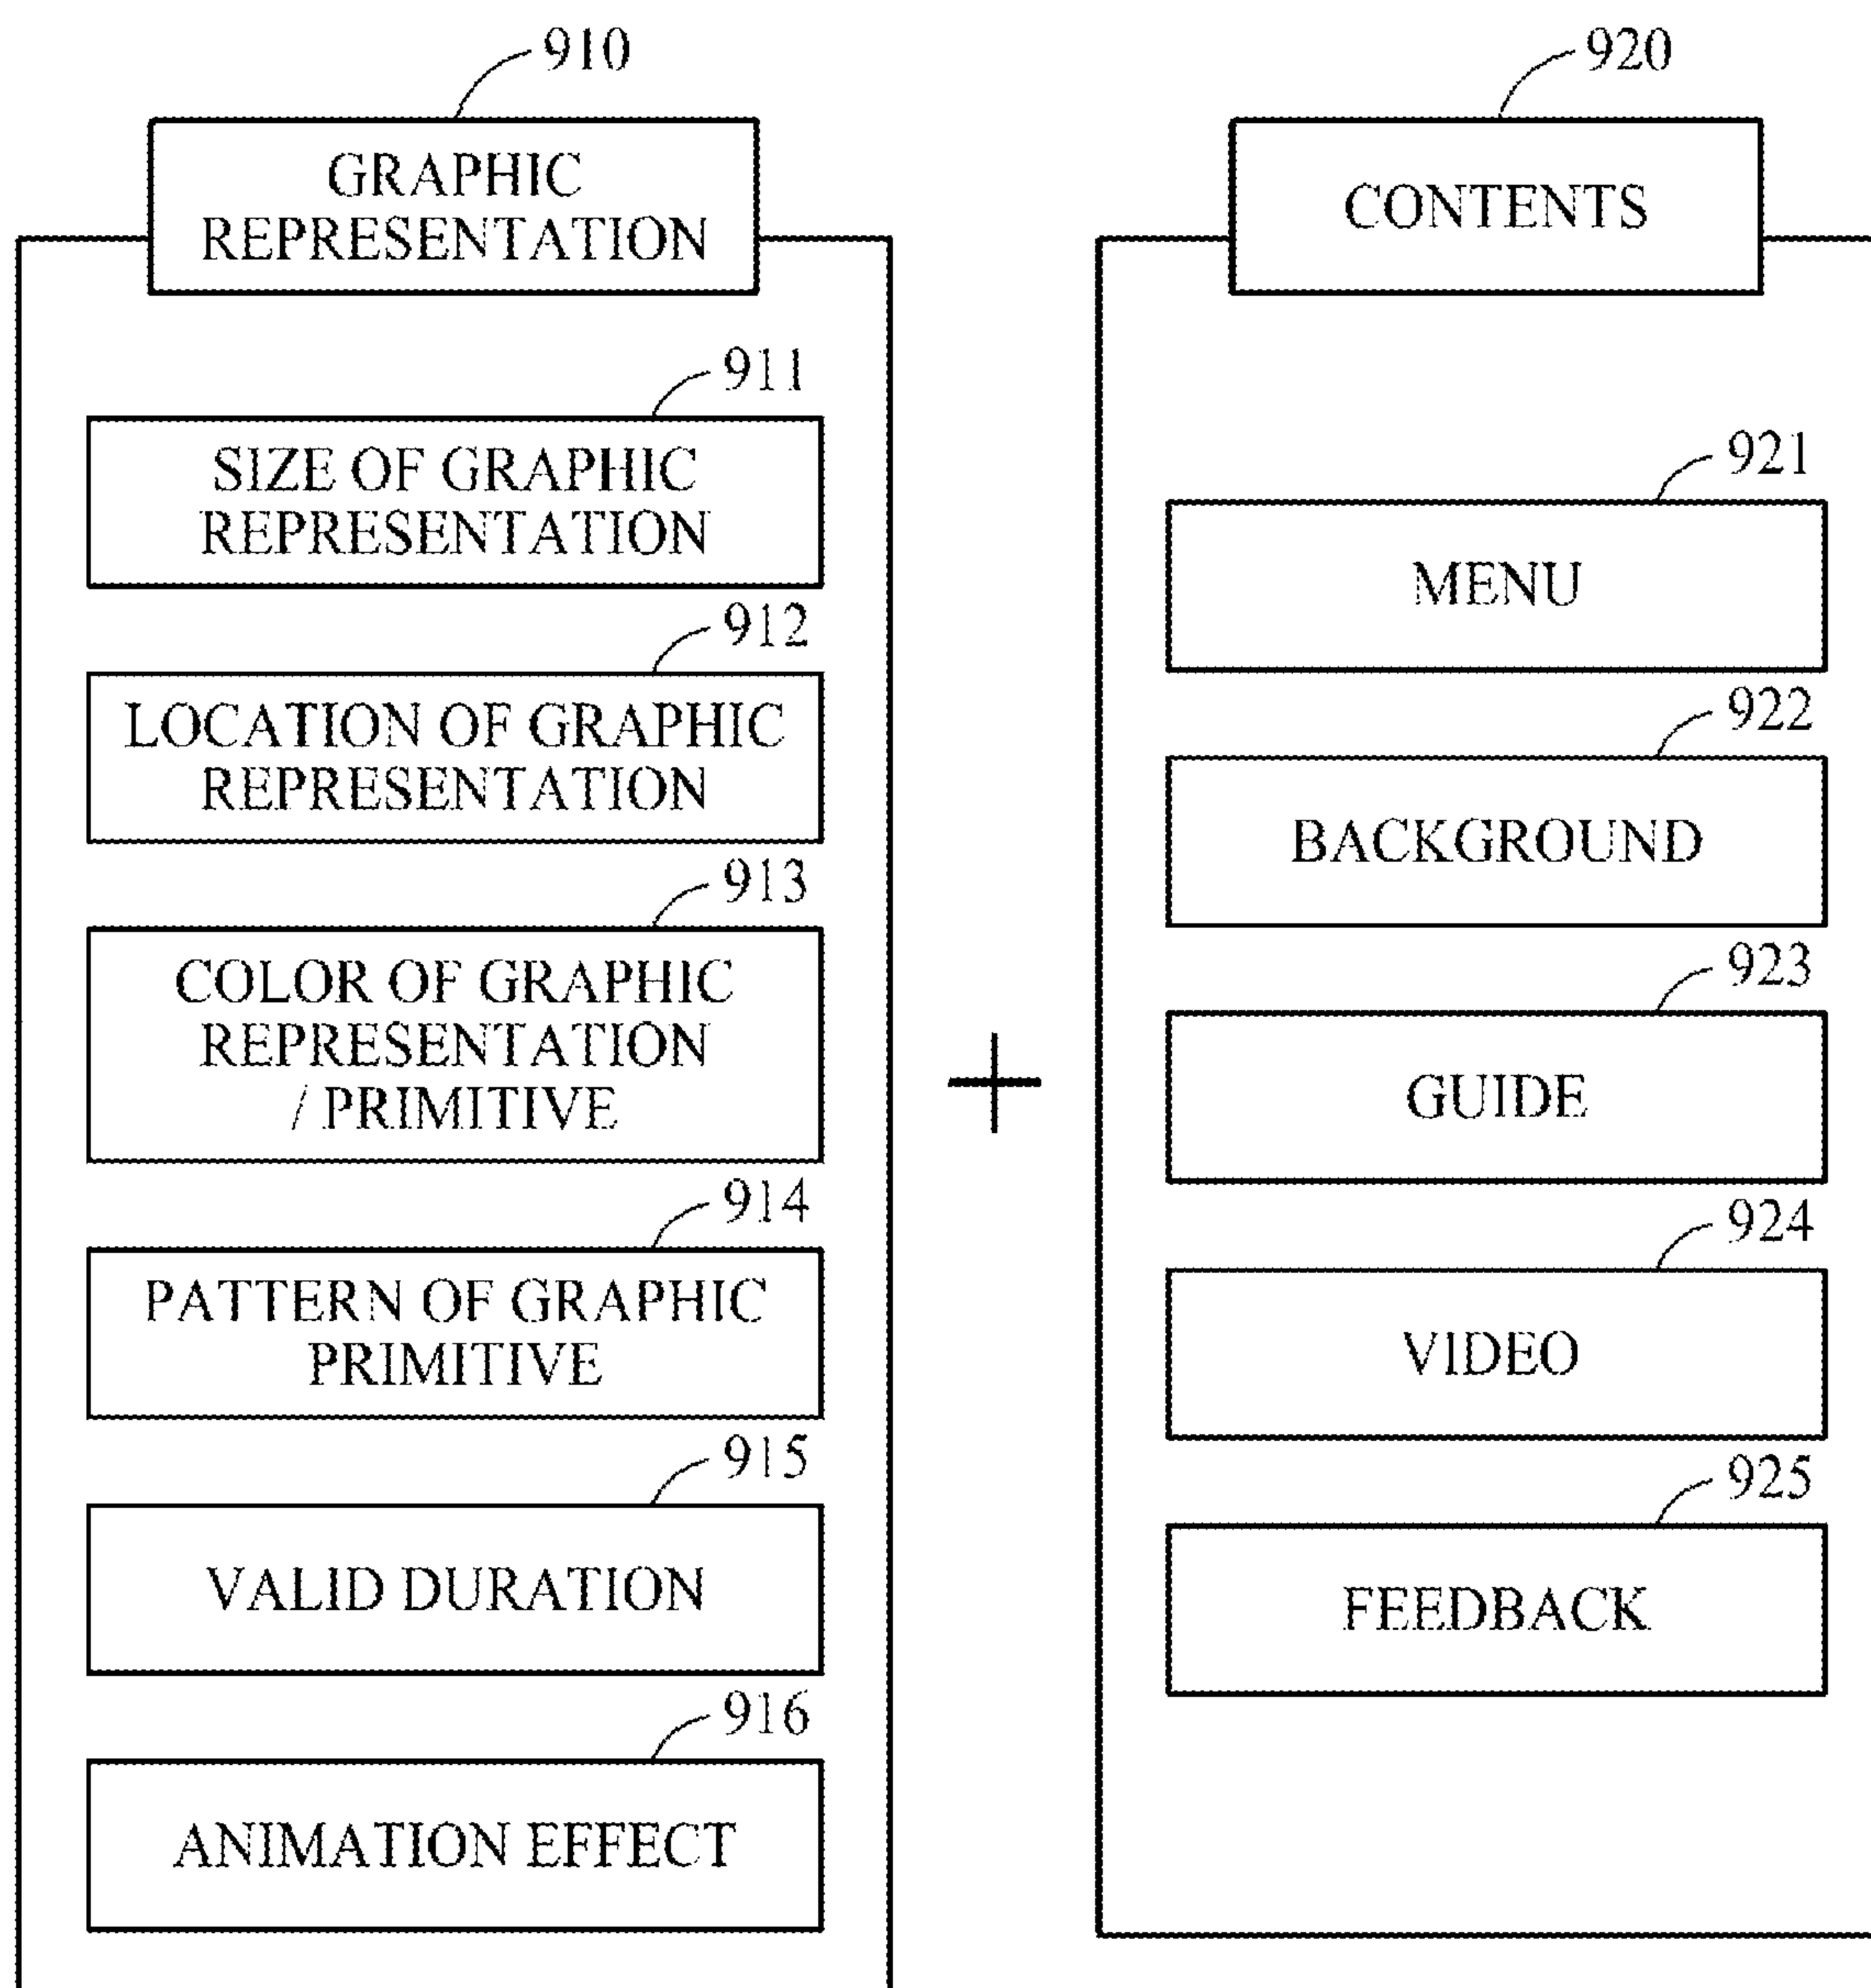 910
GRAPHIC
REPRESENTATION
911
SIZE OF GRAPHIC
REPRESENTATION
912
LOCATION OF GRAPHIC
REPRESENTATION
913
COLOR OF GRAPHIC
REPRESENTATION
/ PRIMITIVE
914
PATTERN OF GRAPHIC
PRIMITIVE
915
VALID DURATION
916
ANIMATION EFFECT
+
920
CONTENTS
921
MENU
922
BACKGROUND
923
GUIDE
924
VIDEO
925
FEEDBACK